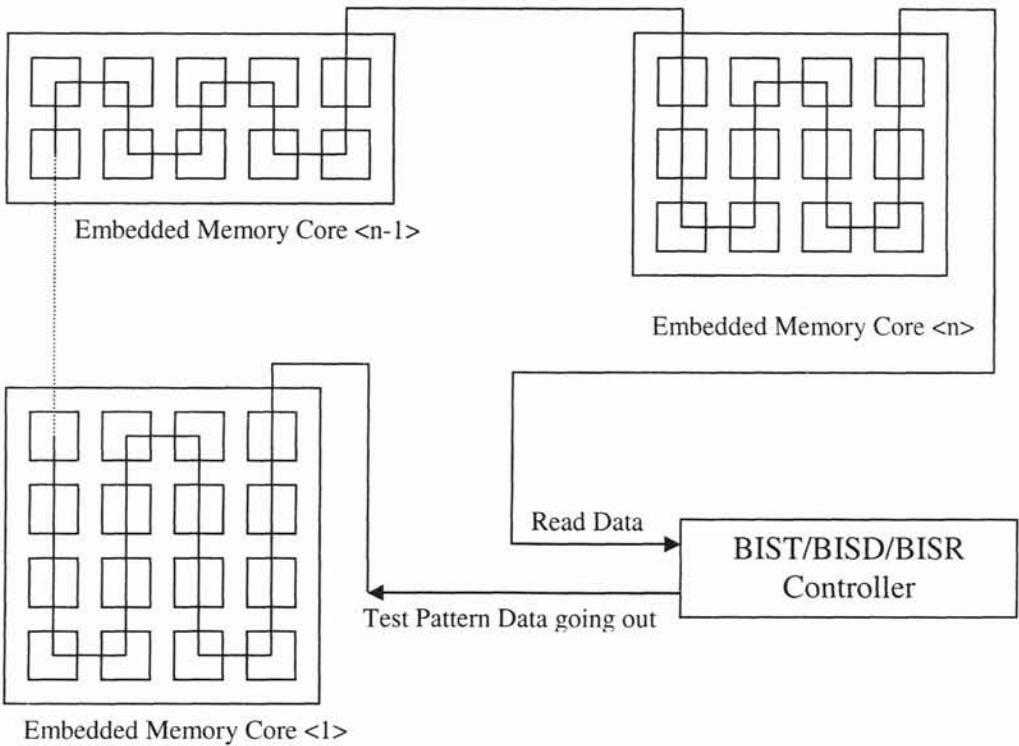 Embedded Memory Core <n-1>
Embedded Memory Core <n>
Read Data
BIST/BISD/BISR
Controller
Test Pattern Data going out
Embedded Memory Core <1>